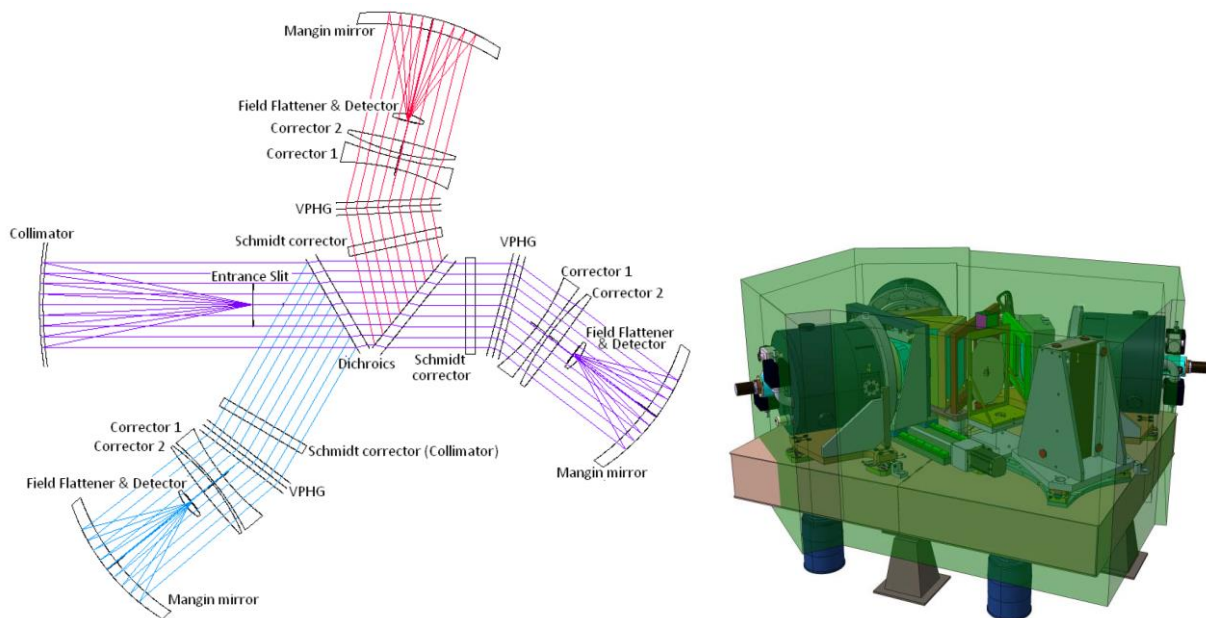 Mangin mirror
Field Flattener & Detector
Corrector 2
Corrector 1
VPHG
Schmidt corrector
Collimator
Entrance Slit
Dichroics
VPHG
Corrector 1
Corrector 2
Field Flattener
& Detector
Schmidt
corrector
Mangin mirror
Corrector 1
Corrector 2
Field Flattener & Detector
Schmidt corrector (Collimator)
VPHG
Mangin mirror